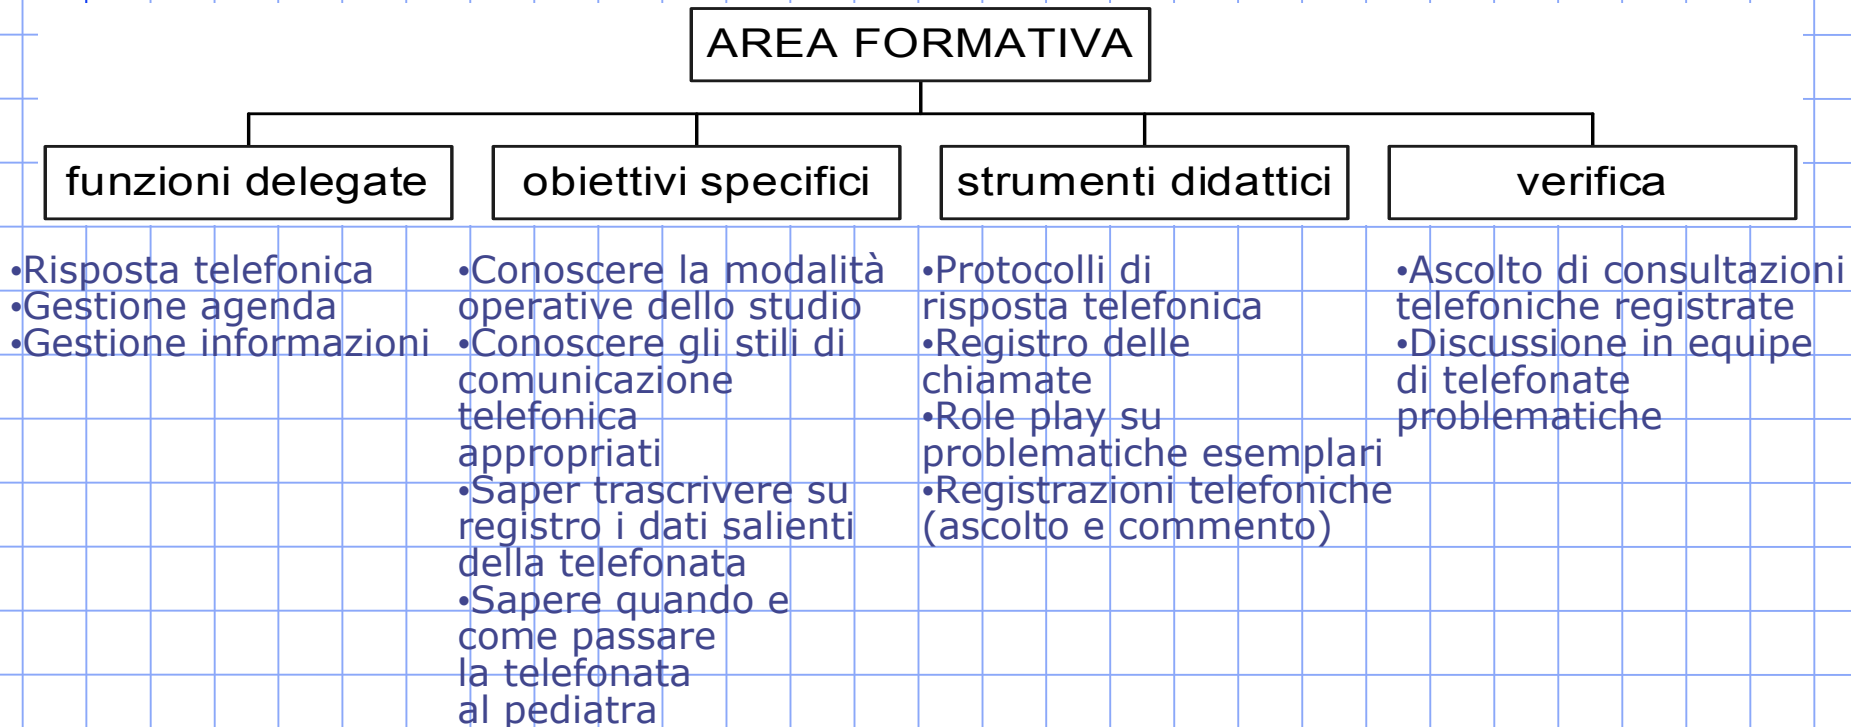 AREA FORMATIVA
funzioni delegate
obiettivi specifici
strumenti didattici
verifica
•Risposta telefonica
•Gestione agenda
•Gestione informazioni
•Conoscere la modalità
operative dello studio
•Conoscere gli stili di
comunicazione
telefonica
appropriati
•Saper trascrivere su
registro i dati salienti
della telefonata
•Sapere quando e
come passare
la telefonata
al pediatra
•Protocolli di
risposta telefonica
•Registro delle
chiamate
•Role play su
problematiche esemplari
•Registrazioni telefoniche
(ascolto e commento)
•Ascolto di consultazioni
telefoniche registrate
•Discussione in equipe
di telefonate
problematiche